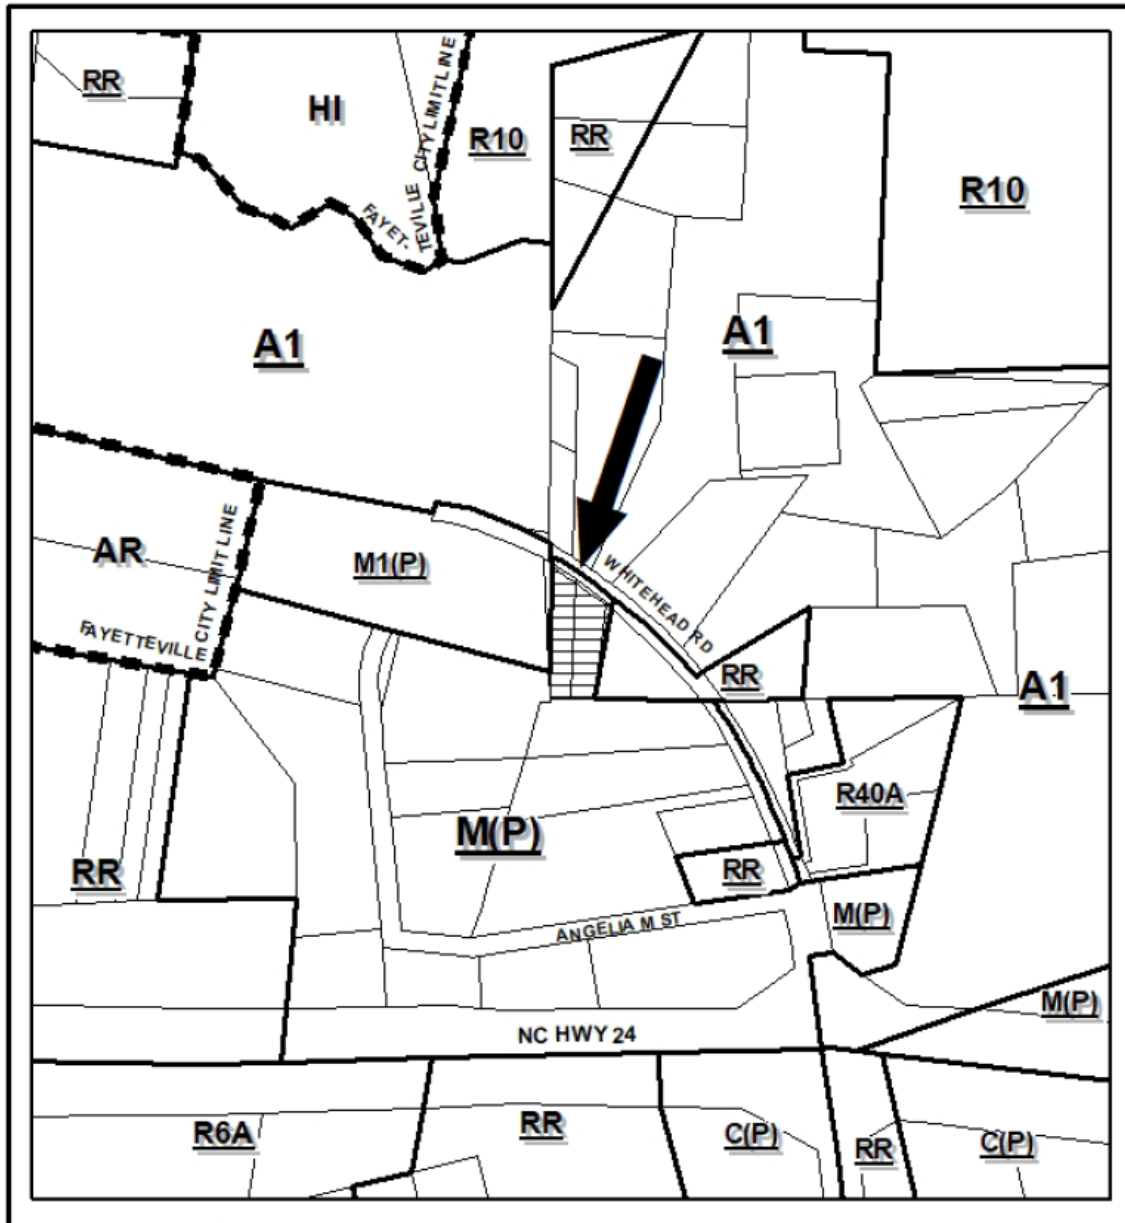 RR
HI
R10
RR
R10
FAYET-
TEVILLE CITY LIMIT LINE
A1
A1
AR
CITY LIMIT LINE
FAYETTEVILLE
M1(P)
WHITEHEAD RD
RR
A1
R40A
M(P)
RR
RR
M(P)
ANGELIA M ST
M(P)
NC HWY 24
R6A
RR
C(P)
RR
C(P)